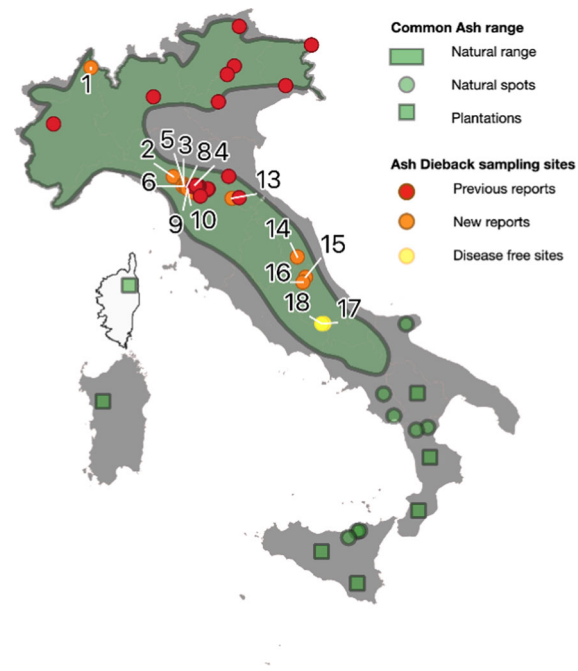 Common Ash range
Natural range
Natural spots
Plantations
Ash Dieback sampling sites
Previous reports
New reports
Disease free sites
1
2
5
3
8
4
6
9
10
13
14
15
16
18
17